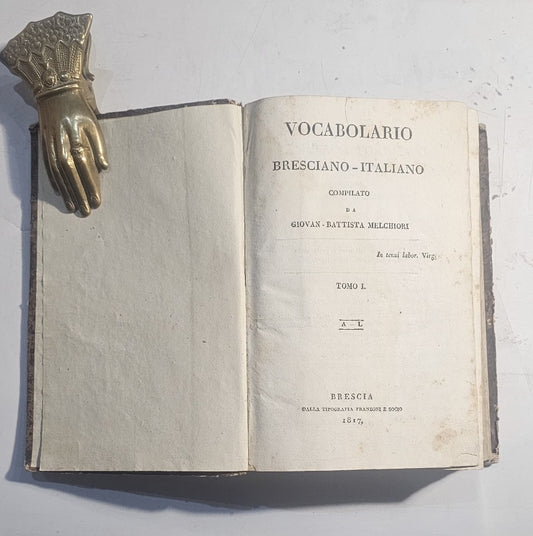 VOCABOLARIO
BRESCIANO-ITALIANO
COMPILATO
DA
GIOVAN-BATTISTA MELCHIORI
In tenui labor. Virg.
TOMO I.
A-L
BRESCIA
DALLA TIPOGRAFIA FRANZONI E SOCIO
1817,